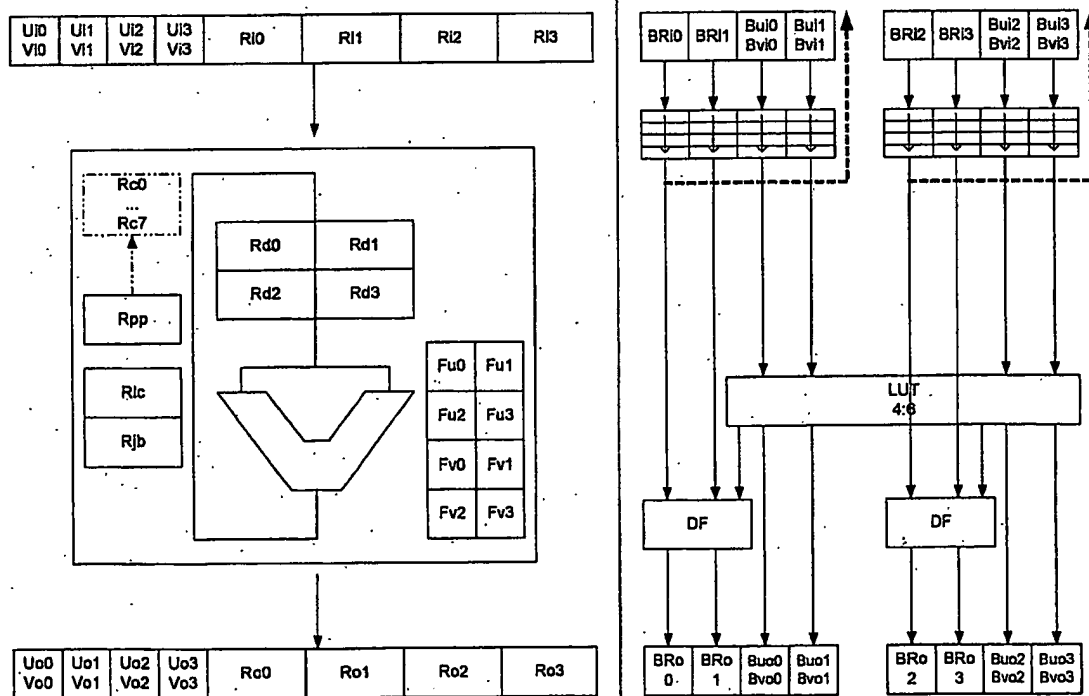 Ui0 Ui1 Ui2 Ui3
Vi0 Vi1 Vi2 Vi3
Ri0 Ri1 Ri2 Ri3
Rc0
...
Rc7
Rpp
Rlc
Rjb
Rd0 Rd1
Rd2 Rd3
Fu0 Fu1
Fu2 Fu3
Fv0 Fv1
Fv2 Fv3
Uo0 Uo1 Uo2 Uo3
Vo0 Vo1 Vo2 Vo3
Ro0 Ro1 Ro2 Ro3
BRi0 BRi1
Bui0 Bui1
Bvi0 Bvi1
BRi2 BRi3
Bui2 Bui3
Bvi2 Bvi3
LUT
4:6
DF
DF
BRo BRo Buo0 Buo1
0 1 Bvo0 Bvo1
BRo BRo Buo2 Buo3
2 3 Bvo2 Bvo3